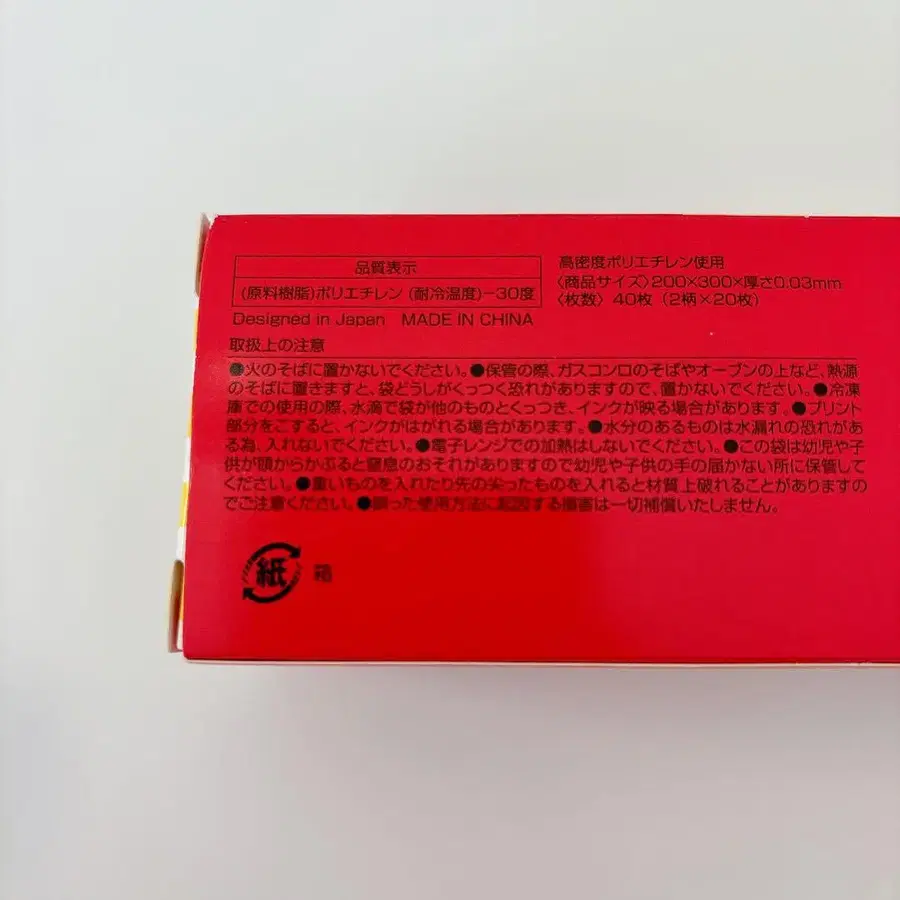 品質表示
(原料樹脂)ポリエチレン (耐冷温度)−30度
Designed in Japan MADE IN CHINA
高密度ポリエチレン使用
〈商品サイズ〉200×300×厚さ0.03mm
〈枚数〉 40枚 (2柄×20枚)
取扱上の注意
●火のそばに置かないでください。●保管の際、ガスコンロのそばやオーブンの上など、熱源
のそばに置きますと、袋どうしがくっつく恐れがありますので、置かないでください。●冷凍
庫での使用の際、水滴で袋が他のものとくっつき、インクが映る場合があります。●プリント
部分をこすると、インクがはがれる場合があります。●水分のあるものは水漏れの恐れがあ
る為、入れないでください。●電子レンジでの加熱はしないでください。●この袋は幼児や子
供が頭からかぶると窒息のおそれがありますので幼児や子供の手の届かない所に保管して
ください。●重いものを入れたり先の尖ったものを入れると材質上破れることがありますの
でご注意ください。●誤った使用方法に起因する損害は一切補償いたしません。
紙 箱